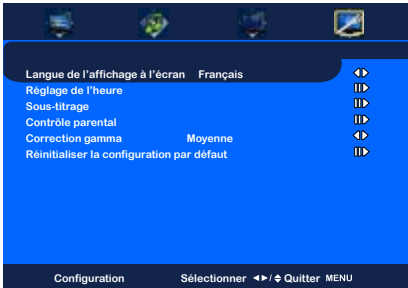 Langue de l'affichage à l'écran Français
Réglage de l'heure
Sous-titrage
Contrôle parental
Correction gamma Moyenne
Réinitialiser la configuration par défaut
Configuration Sélectionner ◄►/ Quitter MENU